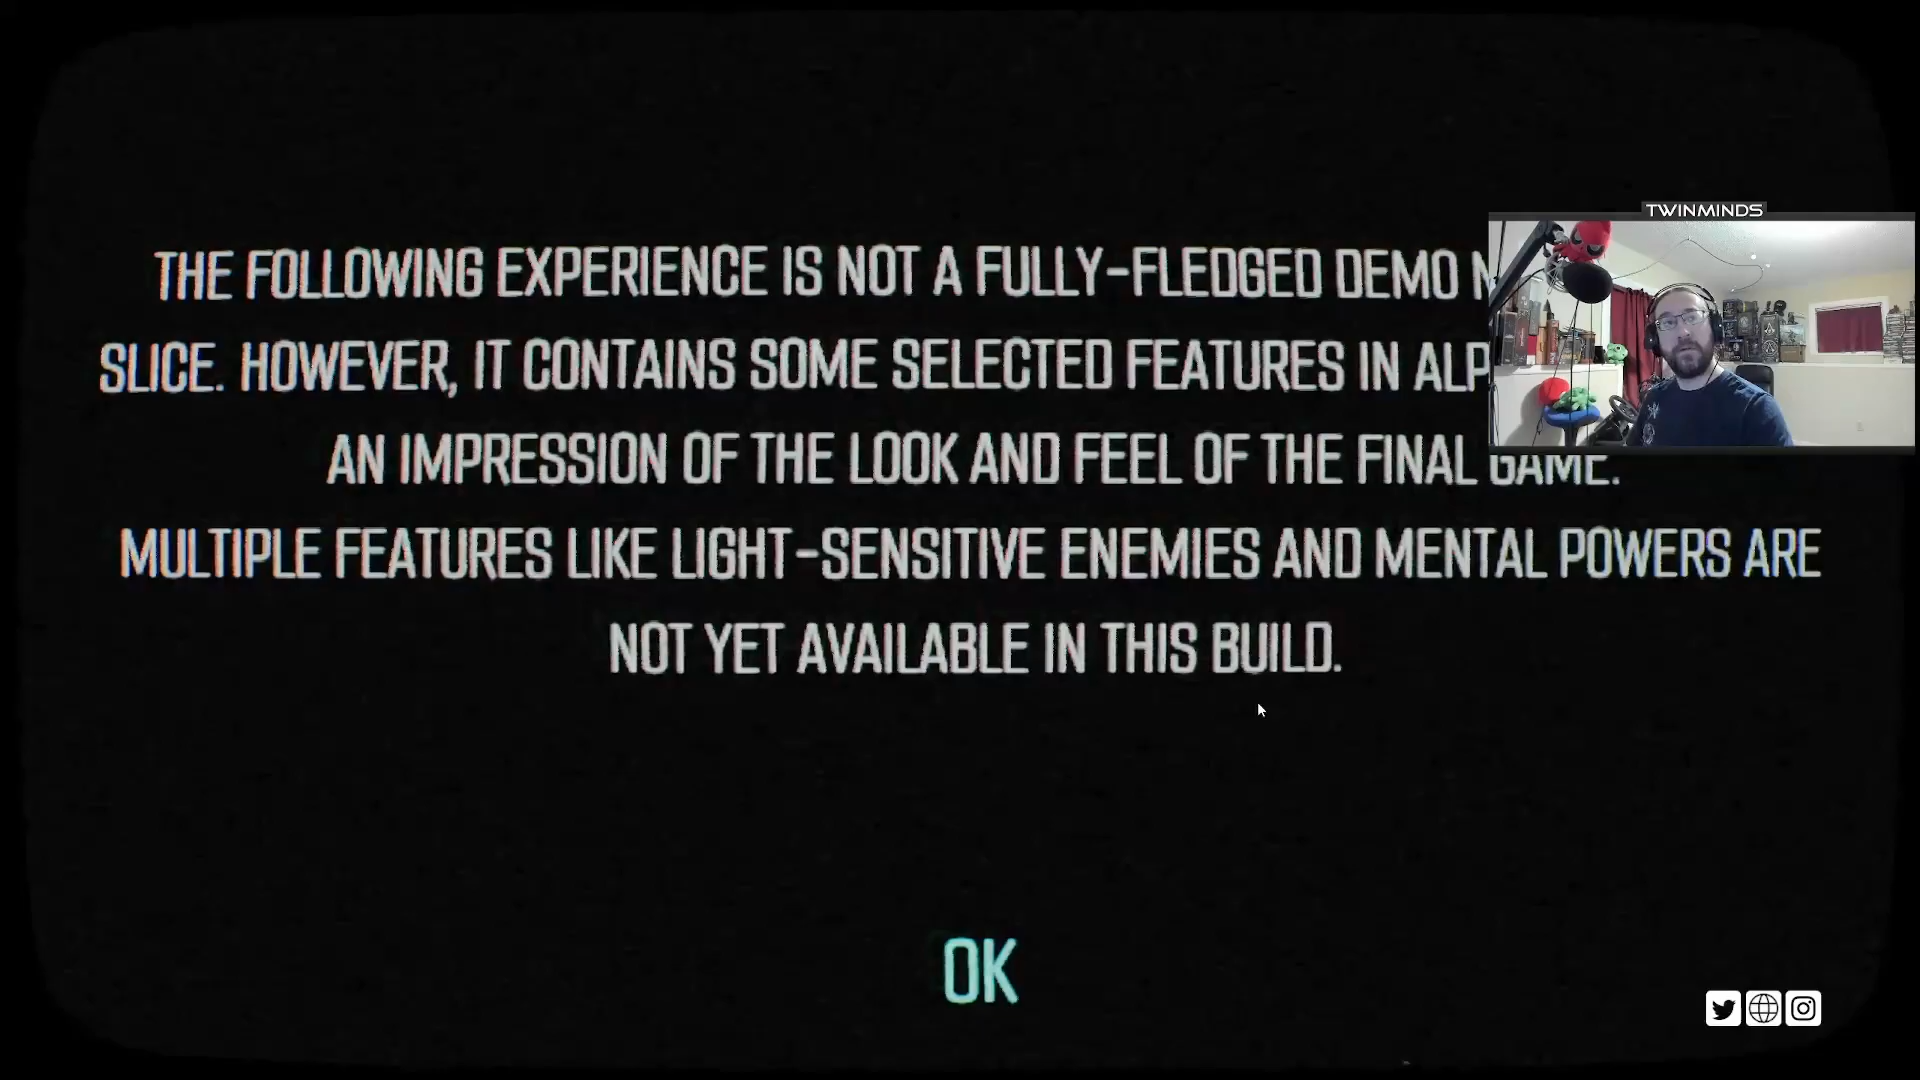 TWINMINDS
THE FOLLOWING EXPERIENCE IS NOT A FULLY-FLEDGED DEMO
SLICE. HOWEVER, IT CONTAINS SOME SELECTED FEATURES IN
AN IMPRESSION OF THE LOOK AND FEEL OF THE FINAL GAME.
MULTIPLE FEATURES LIKE LIGHT-SENSITIVE ENEMIES AND MENTAL POWERS ARE
NOT YET AVAILABLE IN THIS BUILD.
OK